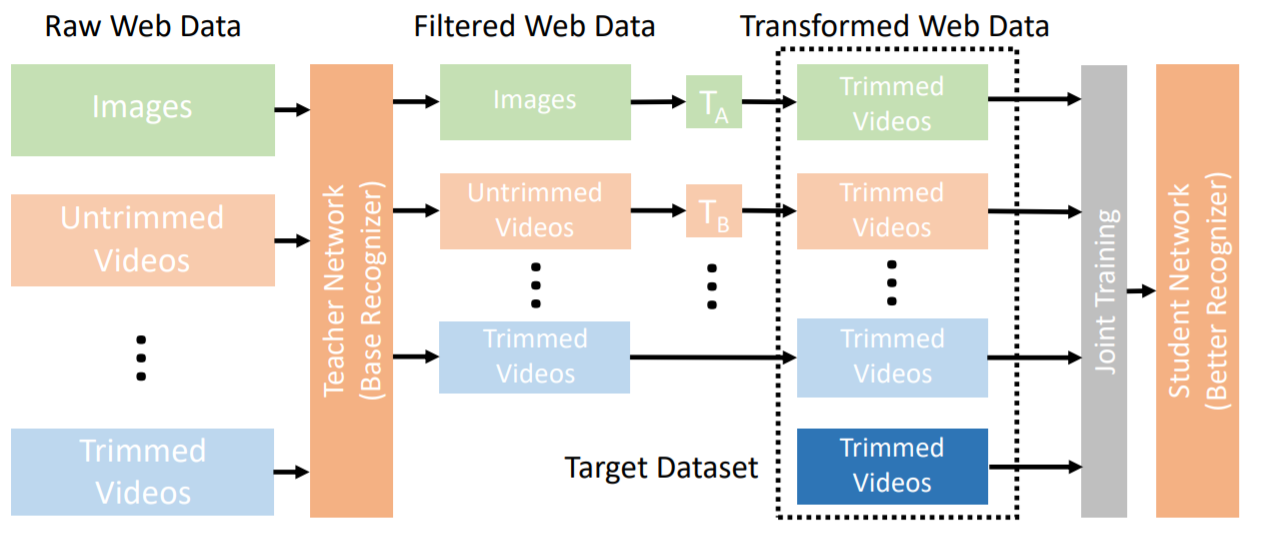 Raw Web Data
Filtered Web Data
Transformed Web Data
Images
Untrimmed
Videos
Trimmed
Videos
Teacher Network
(Base Recognizer)
Images
Untrimmed
Videos
Trimmed
Videos
TA
TB
Trimmed
Videos
Trimmed
Videos
Trimmed
Videos
Target Dataset
Trimmed
Videos
Joint Training
Student Network
(Better Recognizer)